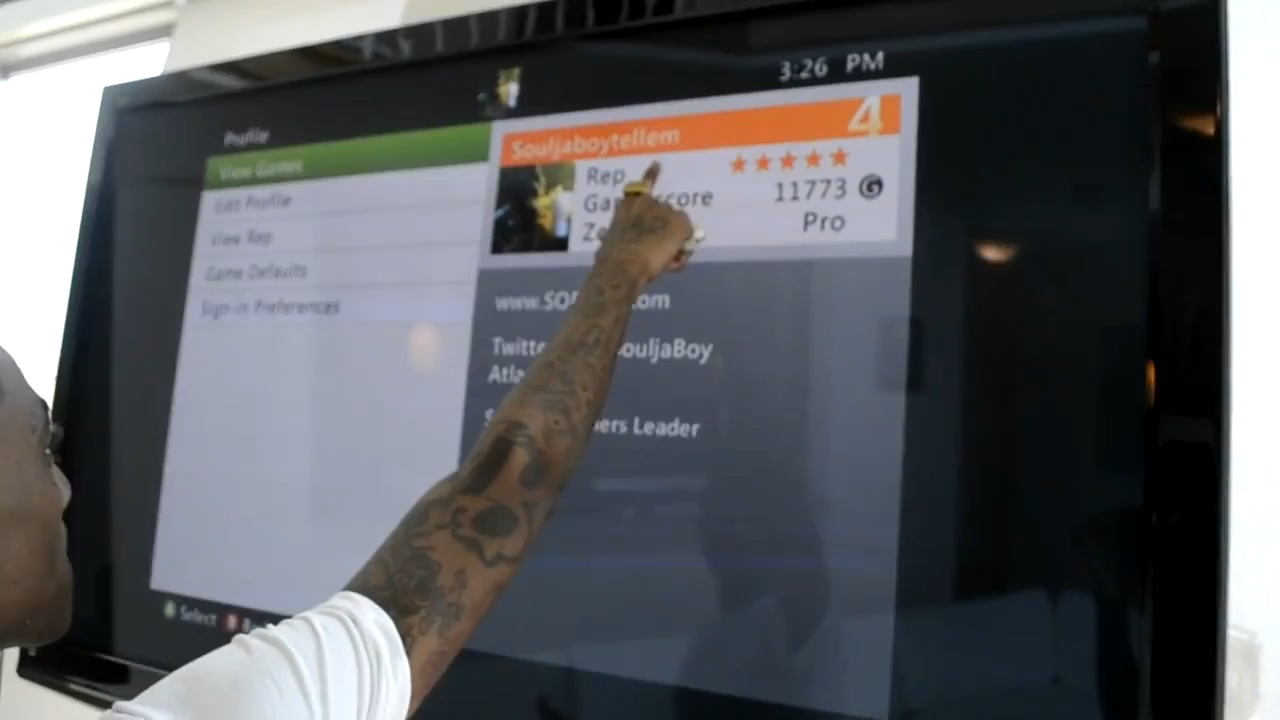 3:26 PM
Profile
Souljaboytellem
4
View Games
Rep
Edit Profile
11773 G
Pro
View Rep
Game Defaults
www.SO
om
Sign-in Preferences
Twitte
ouljaBoy
Atla
ers Leader
Select